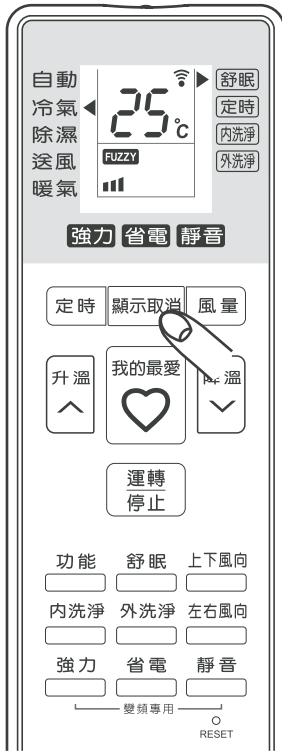 自動 舒眠
冷氣 25℃ 定時
除濕 內洗淨
送風 FUZZY 外洗淨
暖氣
強力 省電 靜音
定時 顯示取消 風量
升溫 我的最愛 降溫
運轉
停止
功能 舒眠 上下風向
內洗淨 外洗淨 左右風向
強力 省電 靜音
變頻專用
RESET